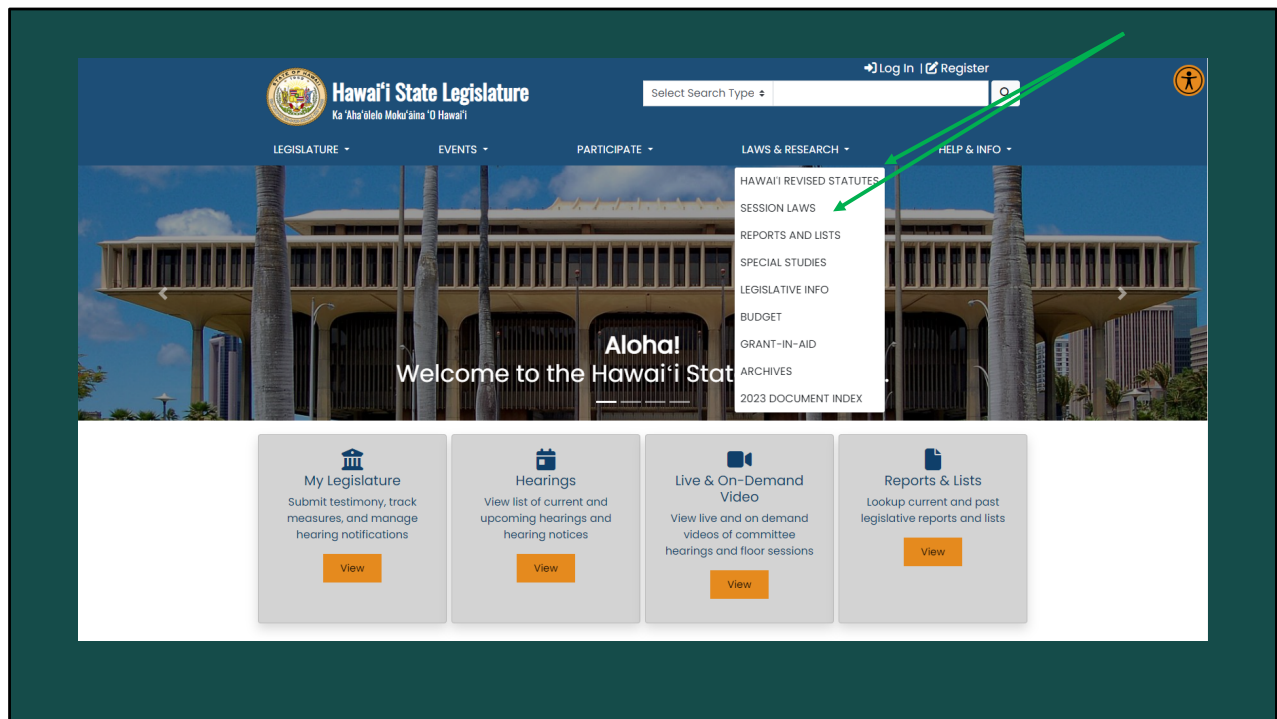 Log In | Register
Hawaiʻi State Legislature
Ka ʻAhaʻōlelo Mokuʻāina ʻO Hawaiʻi
Select Search Type
LEGISLATURE EVENTS PARTICIPATE LAWS & RESEARCH HELP & INFO
HAWAI'I REVISED STATUTES
SESSION LAWS
REPORTS AND LISTS
SPECIAL STUDIES
LEGISLATIVE INFO
BUDGET
GRANT-IN-AID
ARCHIVES
2023 DOCUMENT INDEX
Aloha!
Welcome to the Hawaiʻi Stat
My Legislature
Submit testimony, track
measures, and manage
hearing notifications
View
Hearings
View list of current and
upcoming hearings and
hearing notices
View
Live & On-Demand
Video
View live and on demand
videos of committee
hearings and floor sessions
View
Reports & Lists
Lookup current and past
legislative reports and lists
View